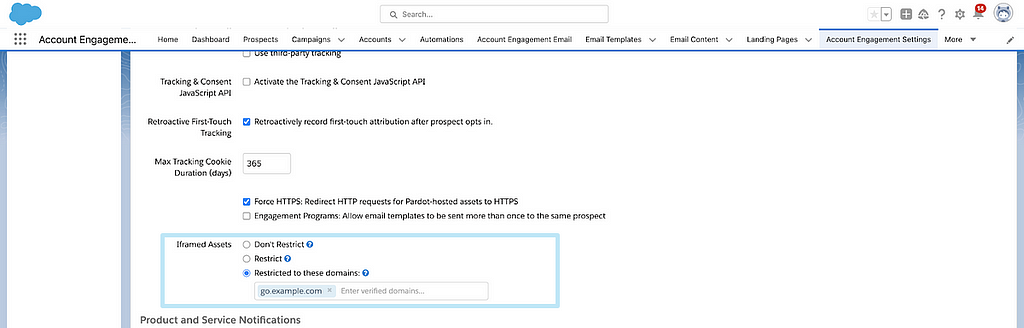 Search...
14
Account Engageme... Home Dashboard Prospects Campaigns Accounts Automations Account Engagement Email Email Templates Email Content Landing Pages Account Engagement Settings More
Use third-party tracking
Tracking & Consent JavaScript API
Activate the Tracking & Consent JavaScript API
Retroactive First-Touch Tracking
Retroactively record first-touch attribution after prospect opts in.
Max Tracking Cookie Duration (days)
365
Force HTTPS: Redirect HTTP requests for Pardot-hosted assets to HTTPS
Engagement Programs: Allow email templates to be sent more than once to the same prospect
Iframed Assets
Don't Restrict ?
Restrict ?
Restricted to these domains: ?
go.example.com × Enter verified domains...
Product and Service Notifications